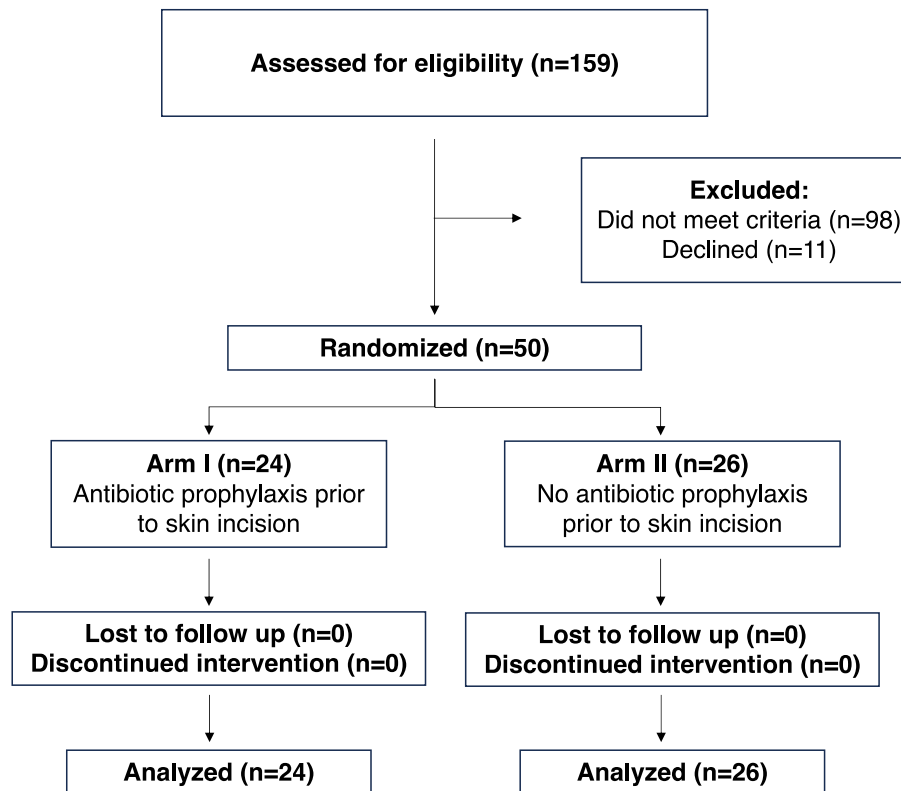 Assessed for eligibility (n=159)
Excluded:
Did not meet criteria (n=98)
Declined (n=11)
Randomized (n=50)
Arm I (n=24)
Antibiotic prophylaxis prior
to skin incision
Arm II (n=26)
No antibiotic prophylaxis
prior to skin incision
Lost to follow up (n=0)
Discontinued intervention (n=0)
Lost to follow up (n=0)
Discontinued intervention (n=0)
Analyzed (n=24)
Analyzed (n=26)